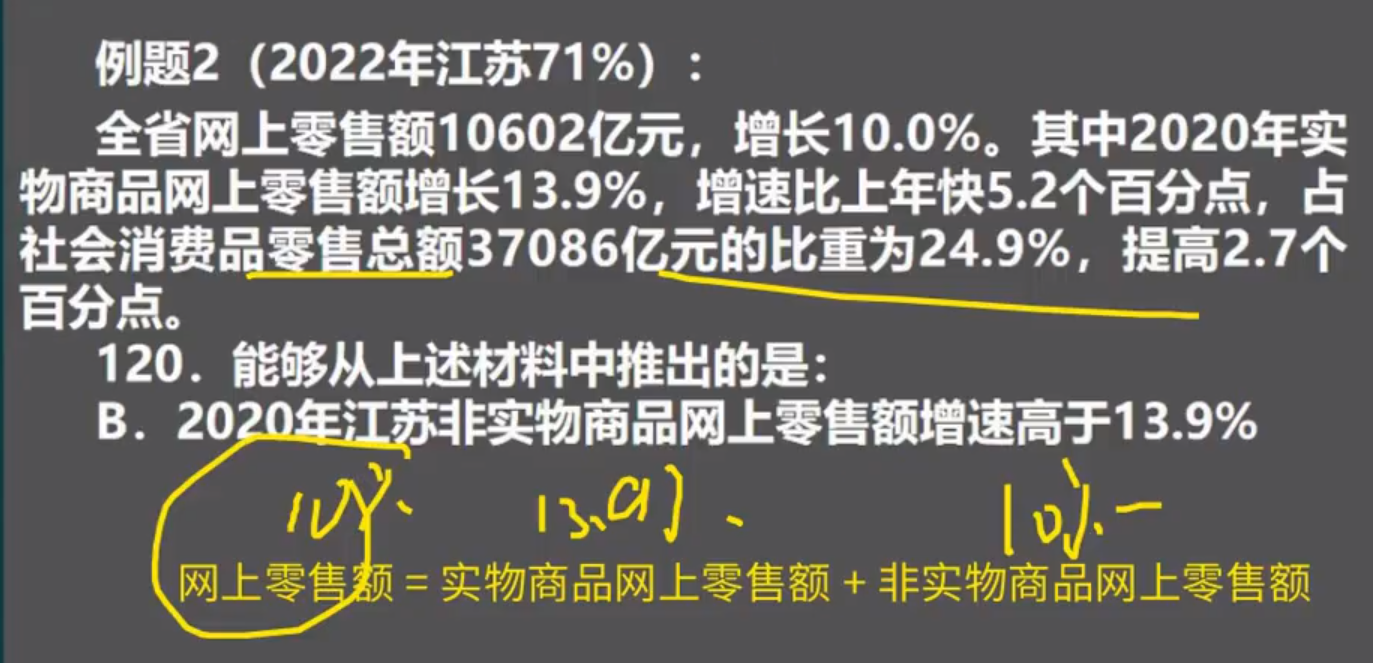 例题2（2022年江苏71%）：
全省网上零售额10602亿元，增长10.0%。其中2020年实
物商品网上零售额增长13.9%，增速比上年快5.2个百分点，占
社会消费品零售总额37086亿元的比重为24.9%，提高2.7个
百分点。
120．能够从上述材料中推出的是：
B．2020年江苏非实物商品网上零售额增速高于13.9%
10% 13.9% 10%-
网上零售额 = 实物商品网上零售额 + 非实物商品网上零售额